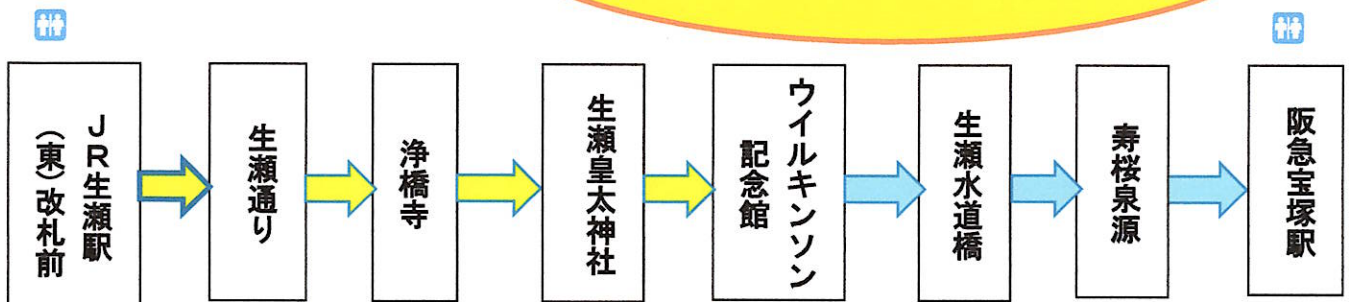 JR生瀬駅
（東）改札前
生瀬通り
浄橋寺
生瀬皇太神社
ウイルキンソン
記念館
生瀬水道橋
寿桜泉源
阪急宝塚駅